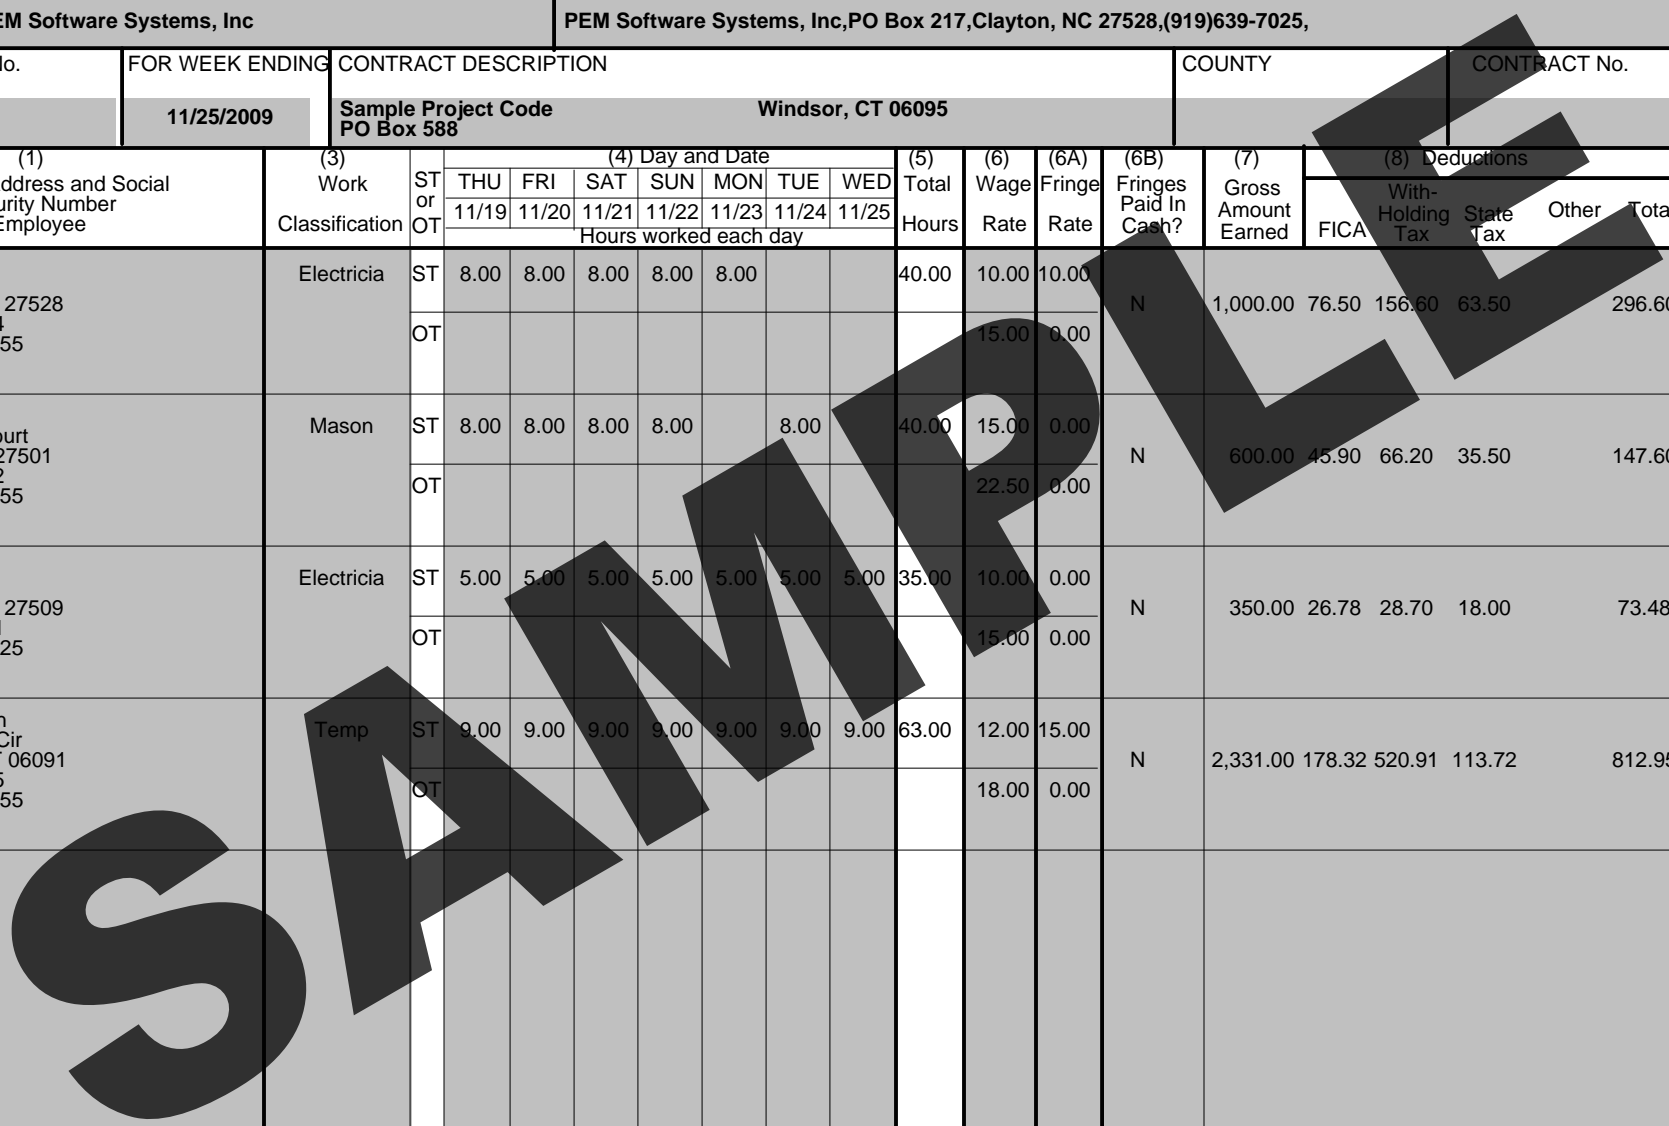 EM Software Systems, Inc PEM Software Systems, Inc,PO Box 217,Clayton, NC 27528,(919)639-7025,
No. FOR WEEK ENDING CONTRACT DESCRIPTION COUNTY CONTRACT No.
11/25/2009 Sample Project Code Windsor, CT 06095
PO Box 588
(1) (3) (4) Day and Date (5) (6) (6A) (6B) (7) (8) Deductions
ddress and Social Work ST THU FRI SAT SUN MON TUE WED Total Wage Fringe Fringes Gross With-
urity Number or 11/19 11/20 11/21 11/22 11/23 11/24 11/25 Paid In Amount Holding State Other Tota
Employee Classification OT Hours worked each day Hours Rate Rate Cash? Earned FICA Tax Tax
Electricia ST 8.00 8.00 8.00 8.00 8.00 40.00 10.00 10.00
27528 N 1,000.00 76.50 156.60 63.50 296.60
55 OT 15.00 0.00
Mason ST 8.00 8.00 8.00 8.00 8.00 40.00 15.00 0.00
ourt
27501 N 600.00 45.90 66.20 35.50 147.60
2
55 OT 22.50 0.00
Electricia ST 5.00 5.00 5.00 5.00 5.00 5.00 5.00 35.00 10.00 0.00
27509 N 350.00 26.78 28.70 18.00 73.48
25 OT 15.00 0.00
n
Temp ST 9.00 9.00 9.00 9.00 9.00 9.00 9.00 63.00 12.00 15.00
Cir
06091 N 2,331.00 178.32 520.91 113.72 812.95
5
55 OT 18.00 0.00
SAMPLE